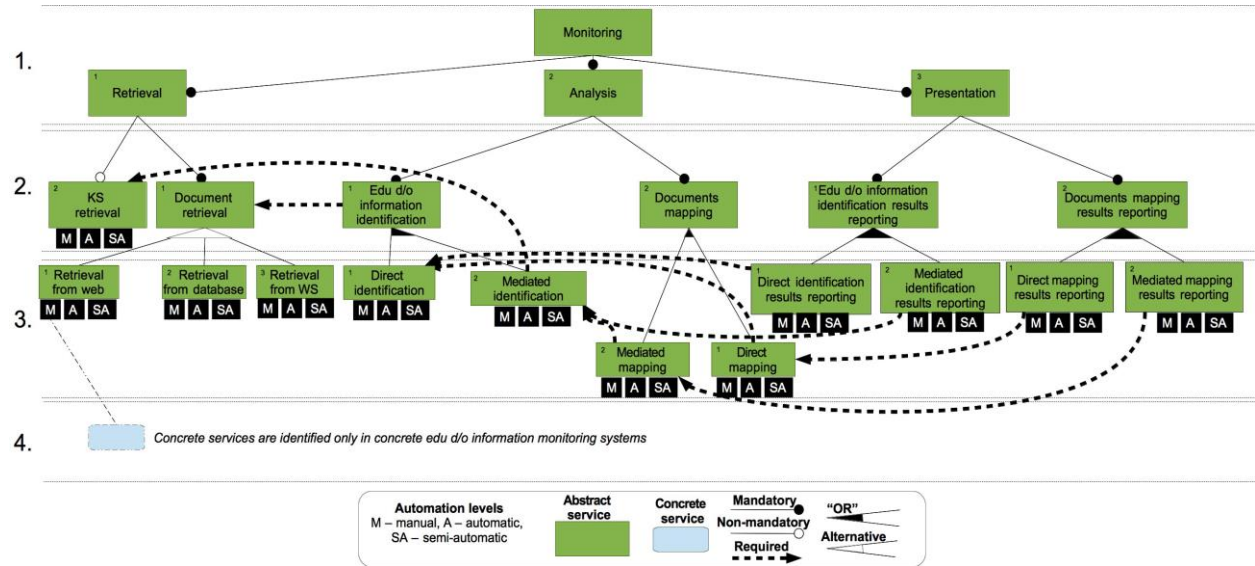 1.
Monitoring
1
Retrieval
2
Analysis
3
Presentation
2.
2
KS
retrieval
M A SA
1
Document
retrieval
1
Edu d/o
information
identification
2
Documents
mapping
1
Edu d/o information
identification results
reporting
2
Documents mapping
results reporting
3.
1
Retrieval
from web
M A SA
2
Retrieval
from database
M A SA
3
Retrieval
from WS
M A SA
1
Direct
identification
M A SA
2
Mediated
identification
M A SA
1
Direct identification
results reporting
M A SA
2
Mediated
identification
results reporting
M A SA
1
Direct mapping
results reporting
M A SA
2
Mediated mapping
results reporting
M A SA
2
Mediated
mapping
M A SA
1
Direct
mapping
M A SA
4.
Concrete services are identified only in concrete edu d/o information monitoring systems
Automation levels
M – manual, A – automatic,
SA – semi-automatic
Abstract
service
Concrete
service
Mandatory
Non-mandatory
Required
“OR”
Alternative